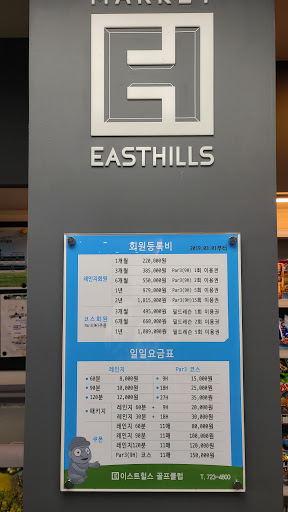 MARKET
EASTHILLS
회원등록비
2019.03.01부터
레인지회원
1개월 220,000원
3개월 385,000원 Par3(9H) 1회 이용권
6개월 550,000원 Par3(9H) 3회 이용권
1년 979,000원 Par3(9H) 5회 이용권
2년 1,815,000원 Par3(9H)15회 이용권
코스회원
3개월 495,000원 필드레슨 1회 이용권
6개월 660,000원 필드레슨 2회 이용권
1년 1,089,000원 필드레슨 5회 이용권
일일요금표
레인지 Par3 코스
60분 8,000원 9H 15,000원
90분 10,000원 18H 25,000원
120분 12,000원 27H 35,000원
패키지
레인지 60분 + 9H 20,000원
레인지 30분 + 18H 30,000원
쿠폰
레인지 60분 11매 80,000원
레인지 90분 11매 100,000원
레인지120분 11매 120,000원
Par3(9H) 코스 11매 150,000원
이스트힐스 골프클럽 T. 723-4800